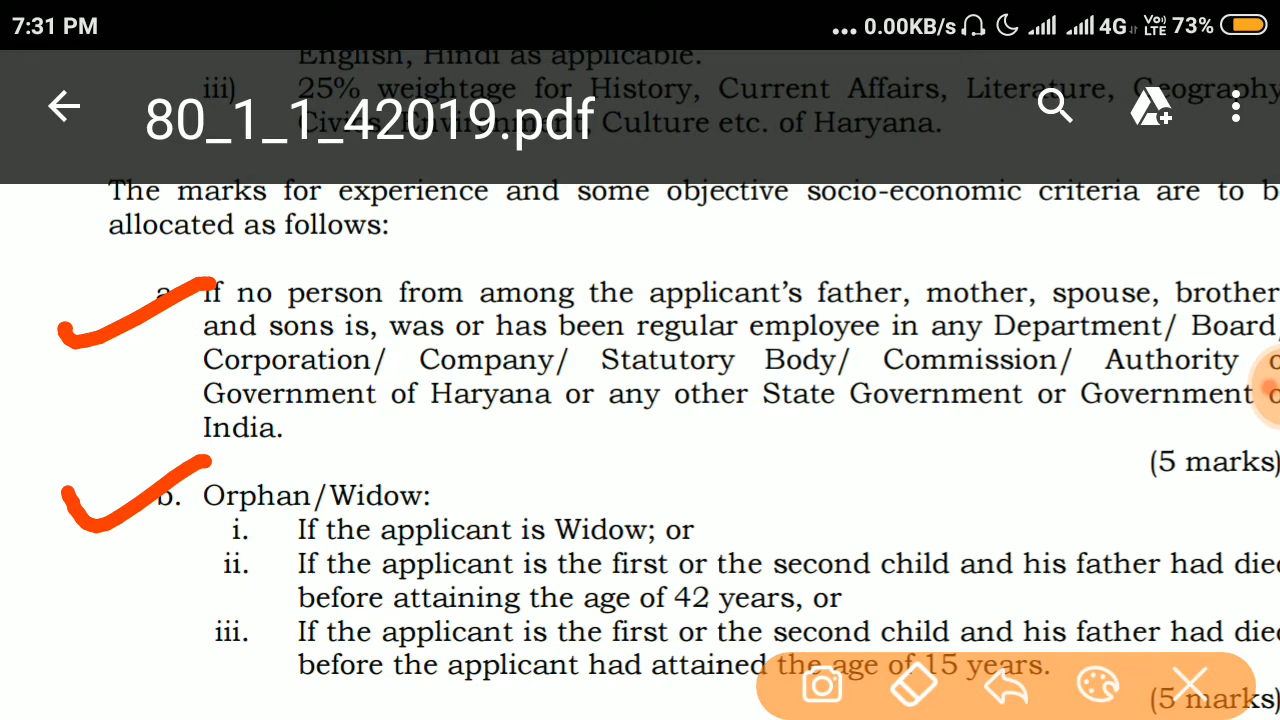 7:31 PM
... 0.00KB/s 4G Vo) LTE 73%
English, Hindi as applicable.
iii) 25% weightage for History, Current Affairs, Literature, Geography
80_1_1_42019.pdf
Civics, Environment, Culture etc. of Haryana.
The marks for experience and some objective socio-economic criteria are to b
allocated as follows:
a. If no person from among the applicant's father, mother, spouse, brother
and sons is, was or has been regular employee in any Department/ Board
Corporation/ Company/ Statutory Body/ Commission/ Authority o
Government of Haryana or any other State Government or Government o
India.
(5 marks)
b. Orphan/Widow:
i. If the applicant is Widow; or
ii. If the applicant is the first or the second child and his father had died
before attaining the age of 42 years, or
iii. If the applicant is the first or the second child and his father had died
before the applicant had attained the age of 15 years.
(5 marks)